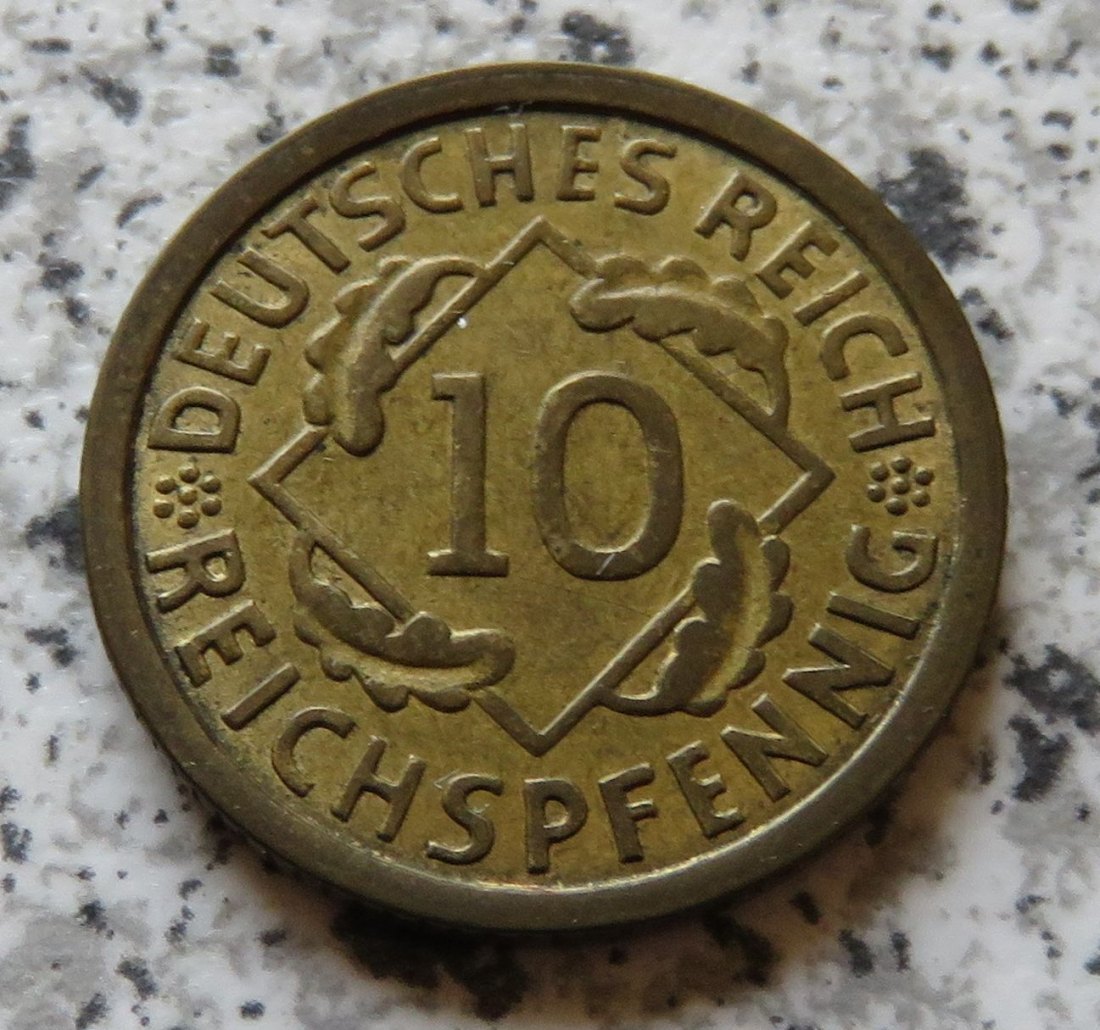 DEUTSCHES REICH
10
REICHSPFENNIG